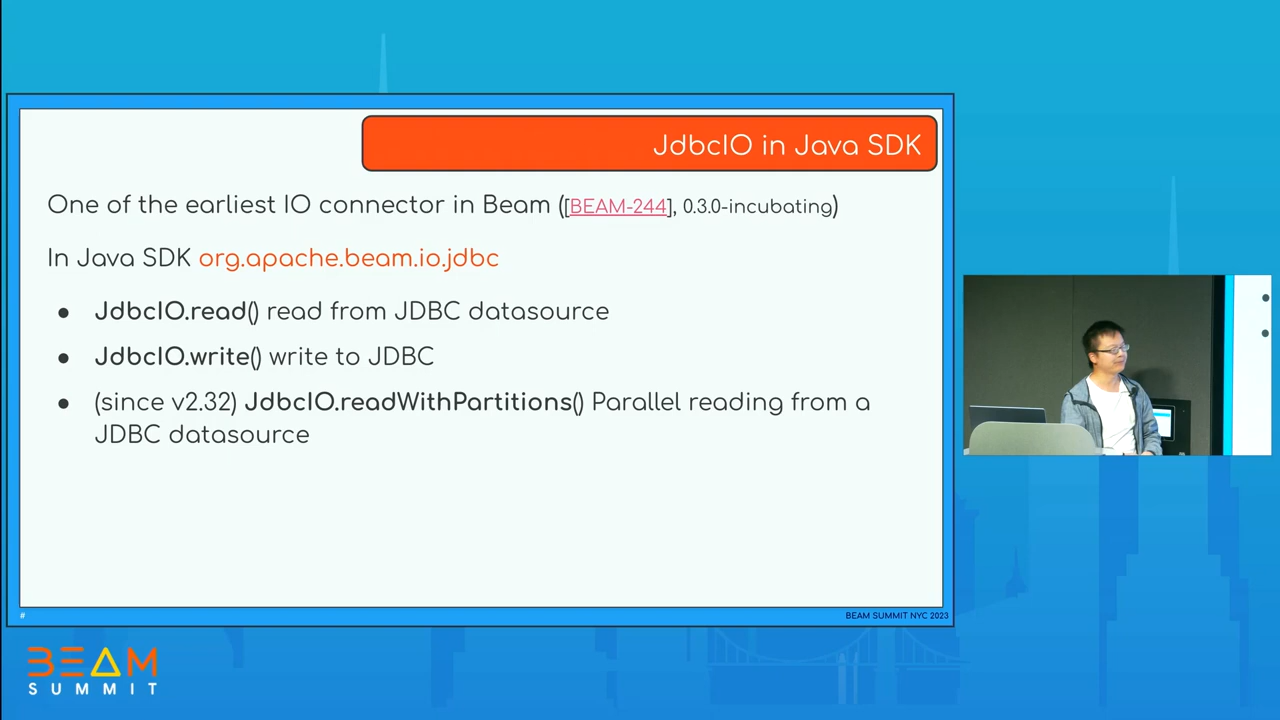 JdbcIO in Java SDK
One of the earliest IO connector in Beam ([BEAM-244], 0.3.0-incubating)
In Java SDK org.apache.beam.io.jdbc
● JdbcIO.read() read from JDBC datasource
● JdbcIO.write() write to JDBC
● (since v2.32) JdbcIO.readWithPartitions() Parallel reading from a
JDBC datasource
#
BEAM SUMMIT NYC 2023
BEAM
SUMMIT